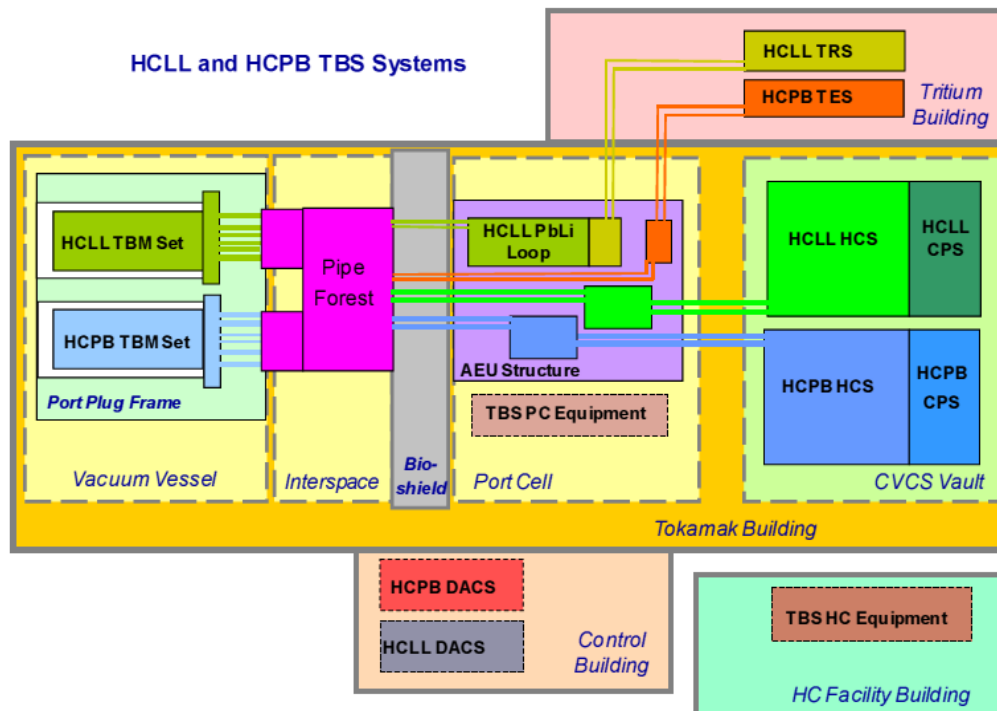 HCLL and HCPB TBS Systems
HCLL TRS
HCPB TES
Tritium
Building
HCLL TBM Set
HCPB TBM Set
Port Plug Frame
Vacuum Vessel
Pipe
Forest
Interspace
Bio-
shield
HCLL PbLi
Loop
AEU Structure
TBS PC Equipment
Port Cell
HCLL HCS
HCLL
CPS
HCPB HCS
HCPB
CPS
CVCS Vault
Tokamak Building
HCPB DACS
HCLL DACS
Control
Building
TBS HC Equipment
HC Facility Building